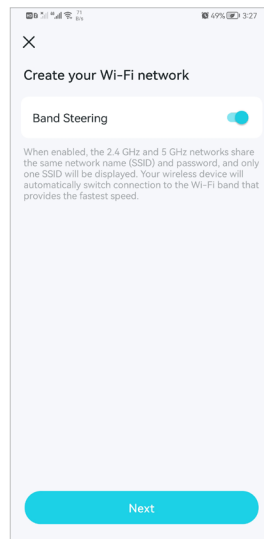 11
B/s
49% 3:27
Create your Wi-Fi network
Band Steering
When enabled, the 2.4 GHz and 5 GHz networks share
the same network name (SSID) and password, and only
one SSID will be displayed. Your wireless device will
automatically switch connection to the Wi-Fi band that
provides the fastest speed.
Next